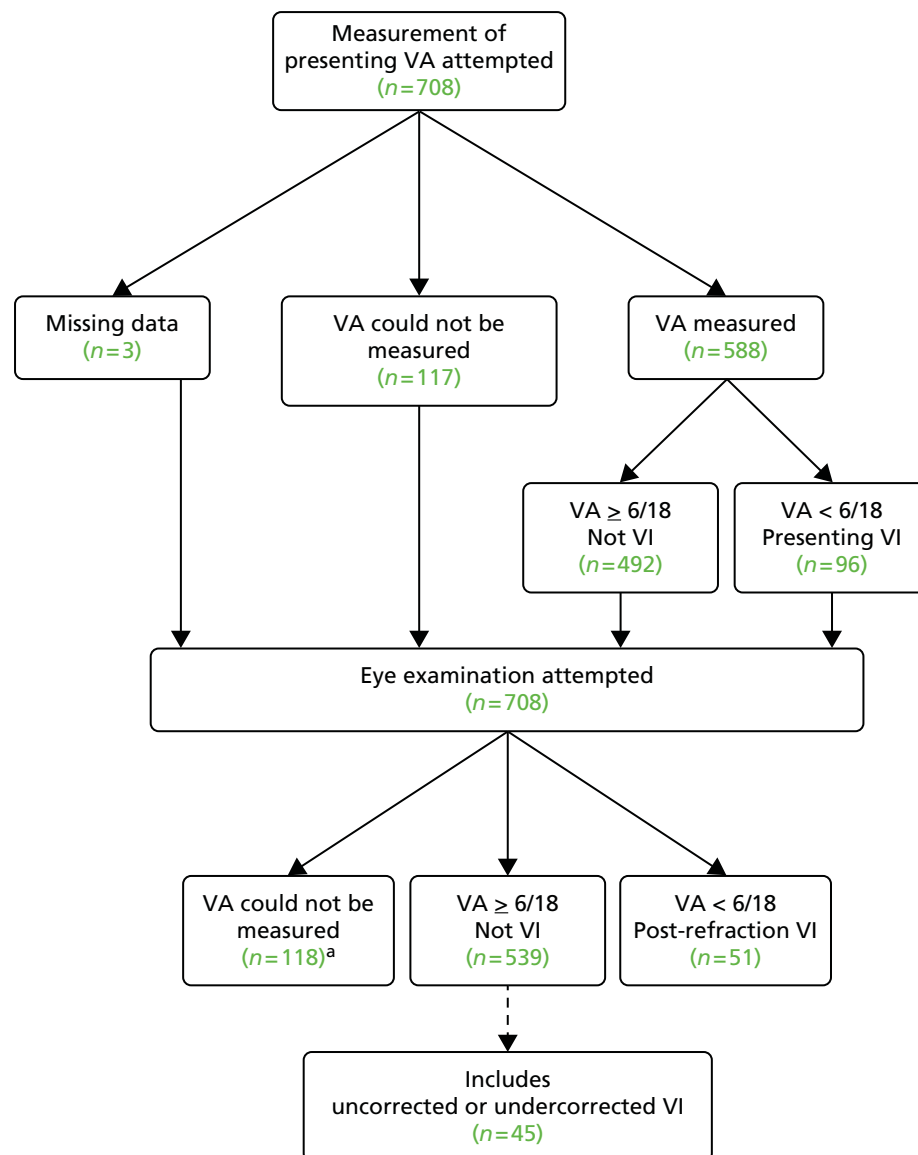 Measurement of
presenting VA attempted
(n=708)
Missing data
(n=3)
VA could not be
measured
(n=117)
VA measured
(n=588)
VA ≥ 6/18
Not VI
(n=492)
VA < 6/18
Presenting VI
(n=96)
Eye examination attempted
(n=708)
VA could not be
measured
(n=118)a
VA ≥ 6/18
Not VI
(n=539)
VA < 6/18
Post-refraction VI
(n=51)
Includes
uncorrected or undercorrected VI
(n=45)